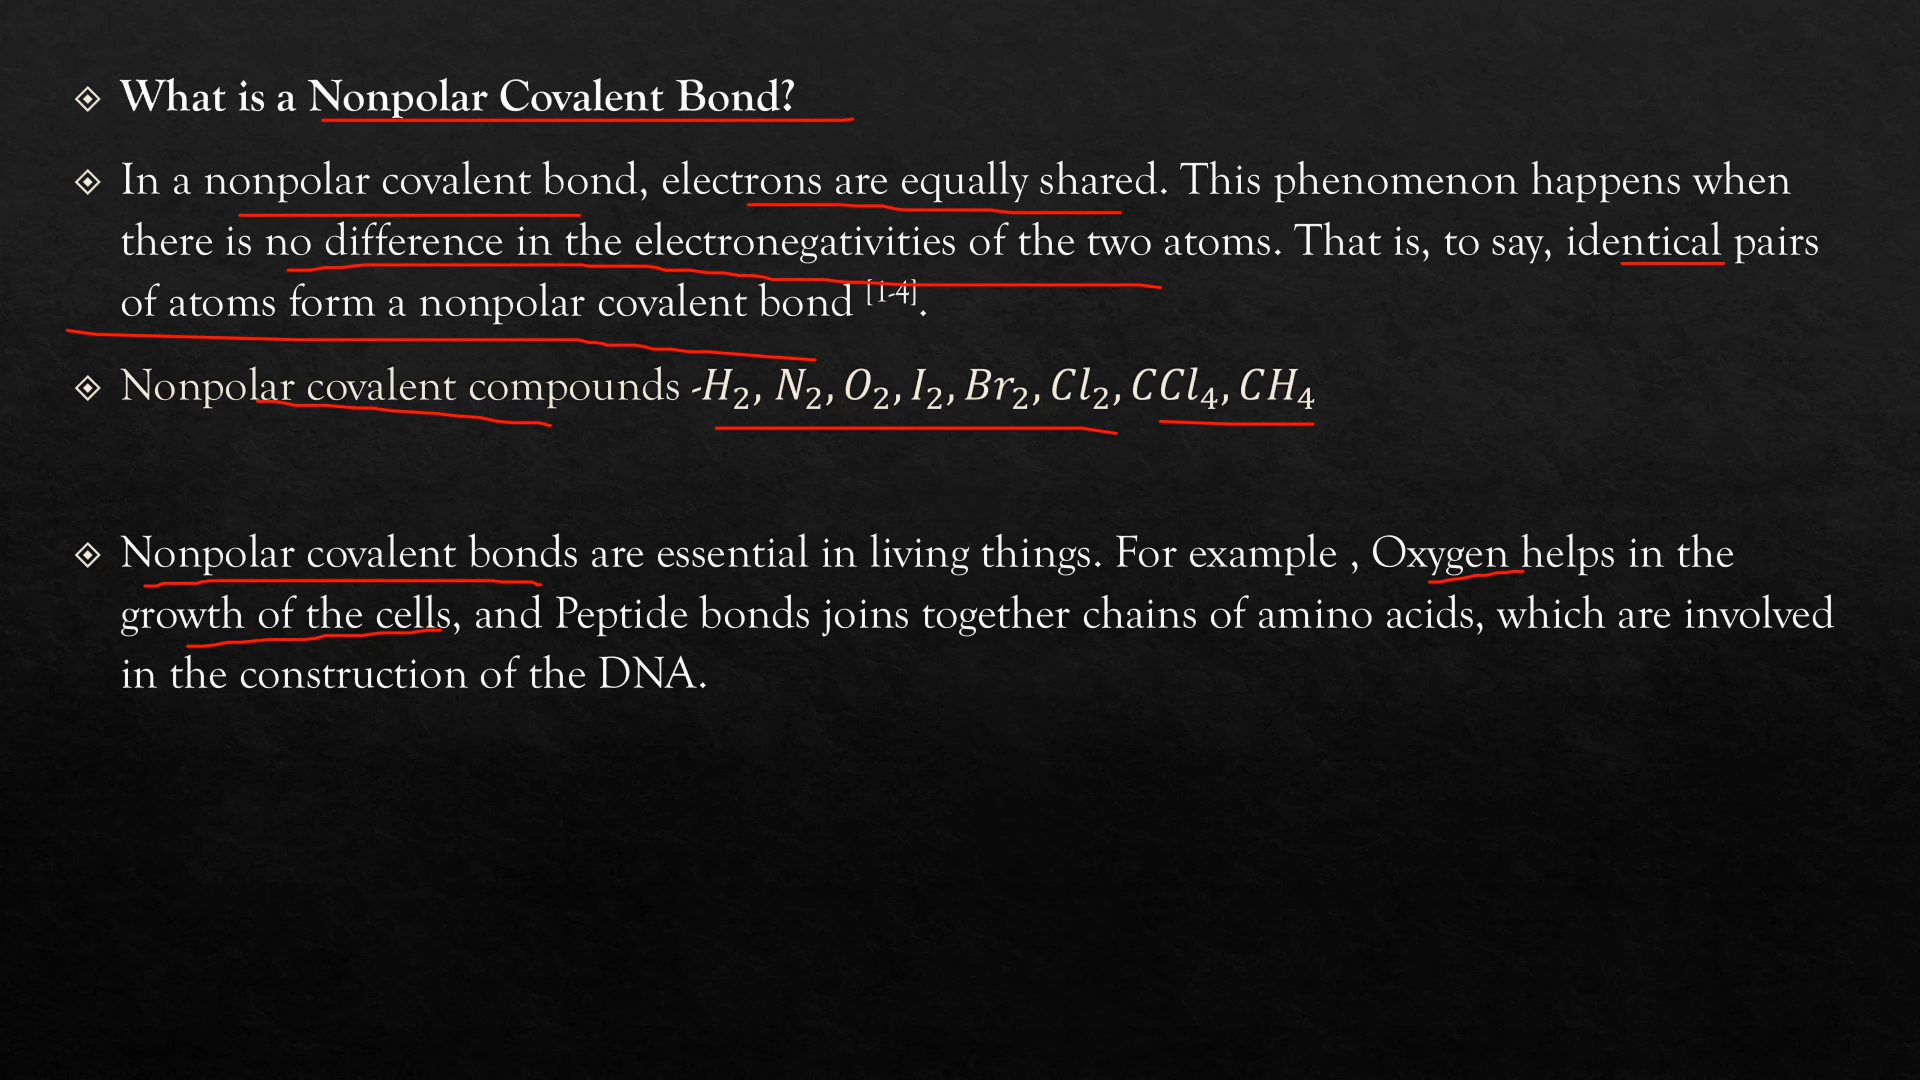 What is a Nonpolar Covalent Bond?
In a nonpolar covalent bond, electrons are equally shared. This phenomenon happens when
there is no difference in the electronegativities of the two atoms. That is, to say, identical pairs
of atoms form a nonpolar covalent bond [1-4].
Nonpolar covalent compounds -H₂, N₂, O₂, I₂, Br₂, Cl₂, CCl₄, CH₄
Nonpolar covalent bonds are essential in living things. For example , Oxygen helps in the
growth of the cells, and Peptide bonds joins together chains of amino acids, which are involved
in the construction of the DNA.